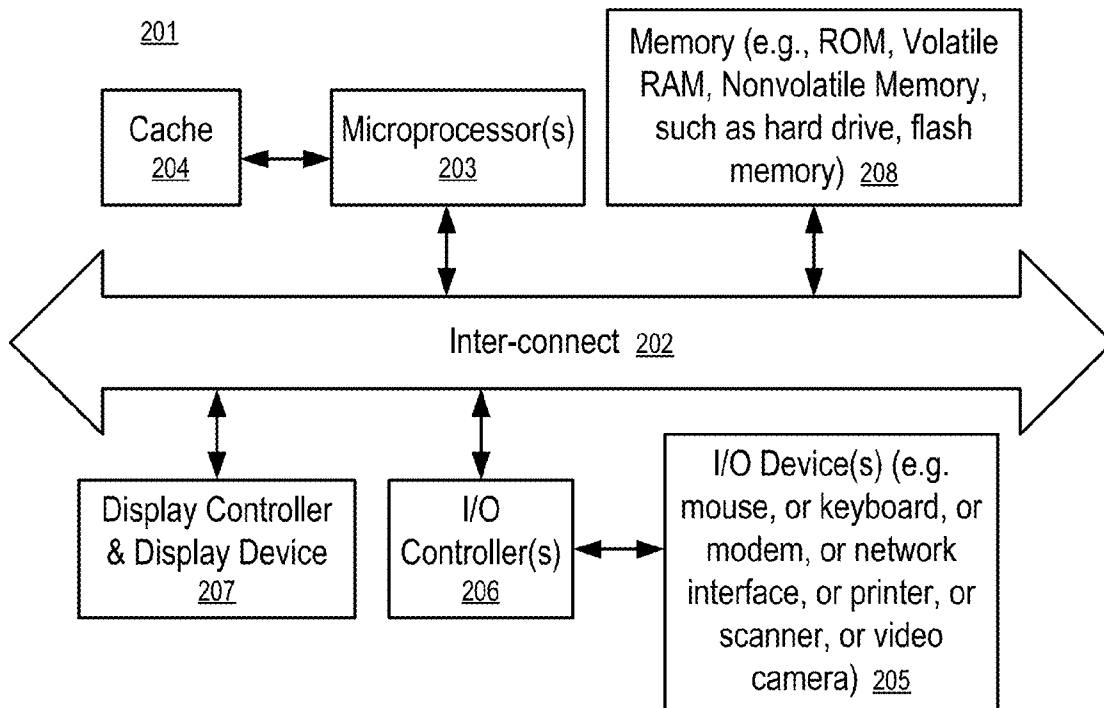 201
Cache
204
Microprocessor(s)
203
Memory (e.g., ROM, Volatile
RAM, Nonvolatile Memory,
such as hard drive, flash
memory) 208
Inter-connect 202
Display Controller
& Display Device
207
I/O
Controller(s)
206
I/O Device(s) (e.g.
mouse, or keyboard, or
modem, or network
interface, or printer, or
scanner, or video
camera) 205